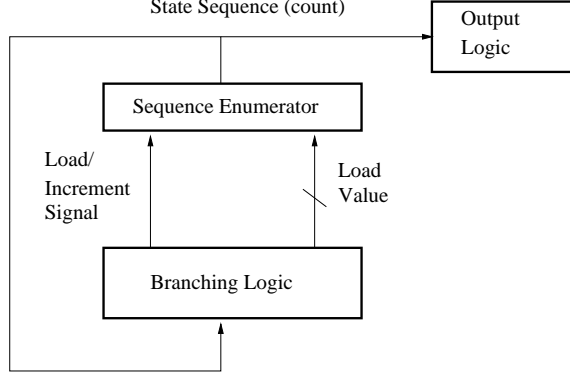 State Sequence (count)
Output
Logic
Sequence Enumerator
Load/
Increment
Signal
Load
Value
Branching Logic